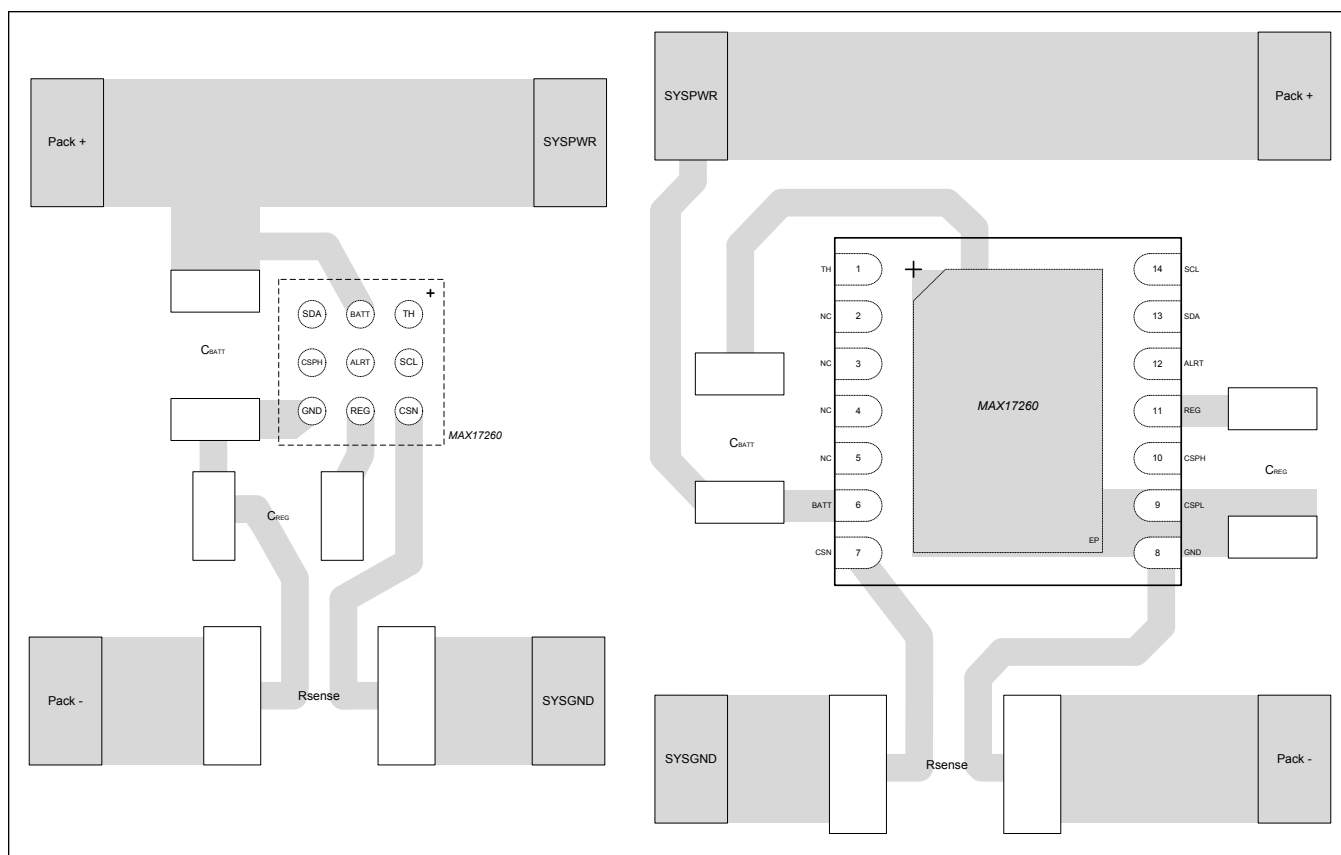 Pack +
SYSPWR
SDA
BATT
TH
CSPH
ALRT
SCL
GND
REG
CSN
CBATT
MAX17260
CREG
Pack -
Rsense
SYSGND
SYSPWR
Pack +
TH 1
NC 2
NC 3
NC 4
NC 5
BATT 6
CSN 7
14 SCL
13 SDA
12 ALRT
11 REG
10 CSPH
9 CSPL
8 GND
+
+
MAX17260
EP
CBATT
CREG
SYSGND
Rsense
Pack -